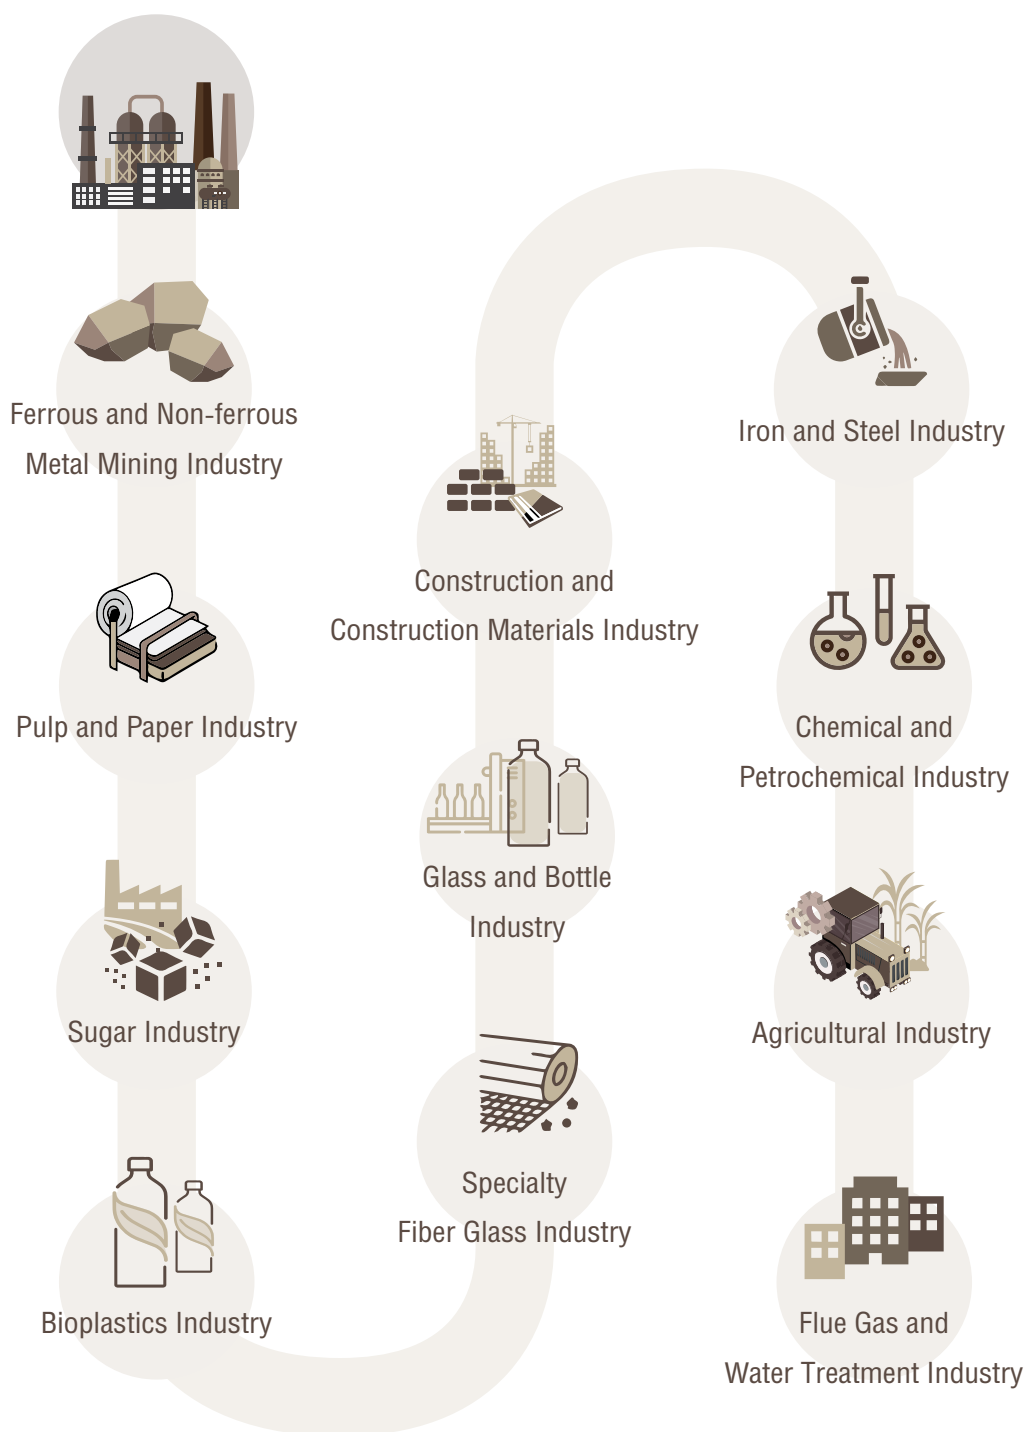 Ferrous and Non-ferrous
Metal Mining Industry
Pulp and Paper Industry
Sugar Industry
Bioplastics Industry
Construction and
Construction Materials Industry
Glass and Bottle
Industry
Specialty
Fiber Glass Industry
Iron and Steel Industry
Chemical and
Petrochemical Industry
Agricultural Industry
Flue Gas and
Water Treatment Industry